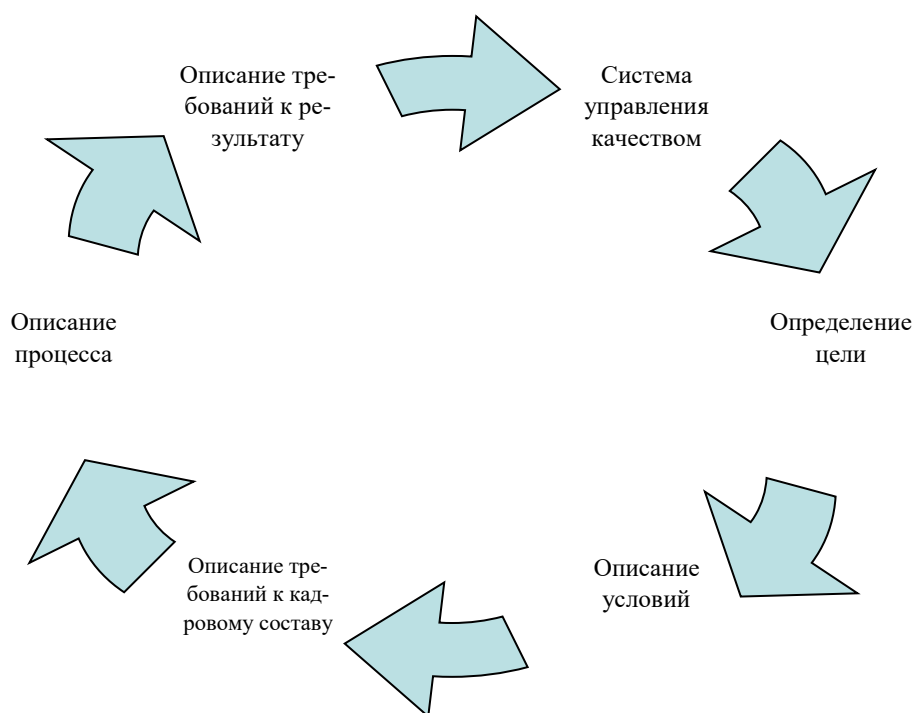 Описание тре-
бований к ре-
зультату
Система
управления
качеством
Определение
цели
Описание
условий
Описание тре-
бований к кад-
ровому составу
Описание
процесса